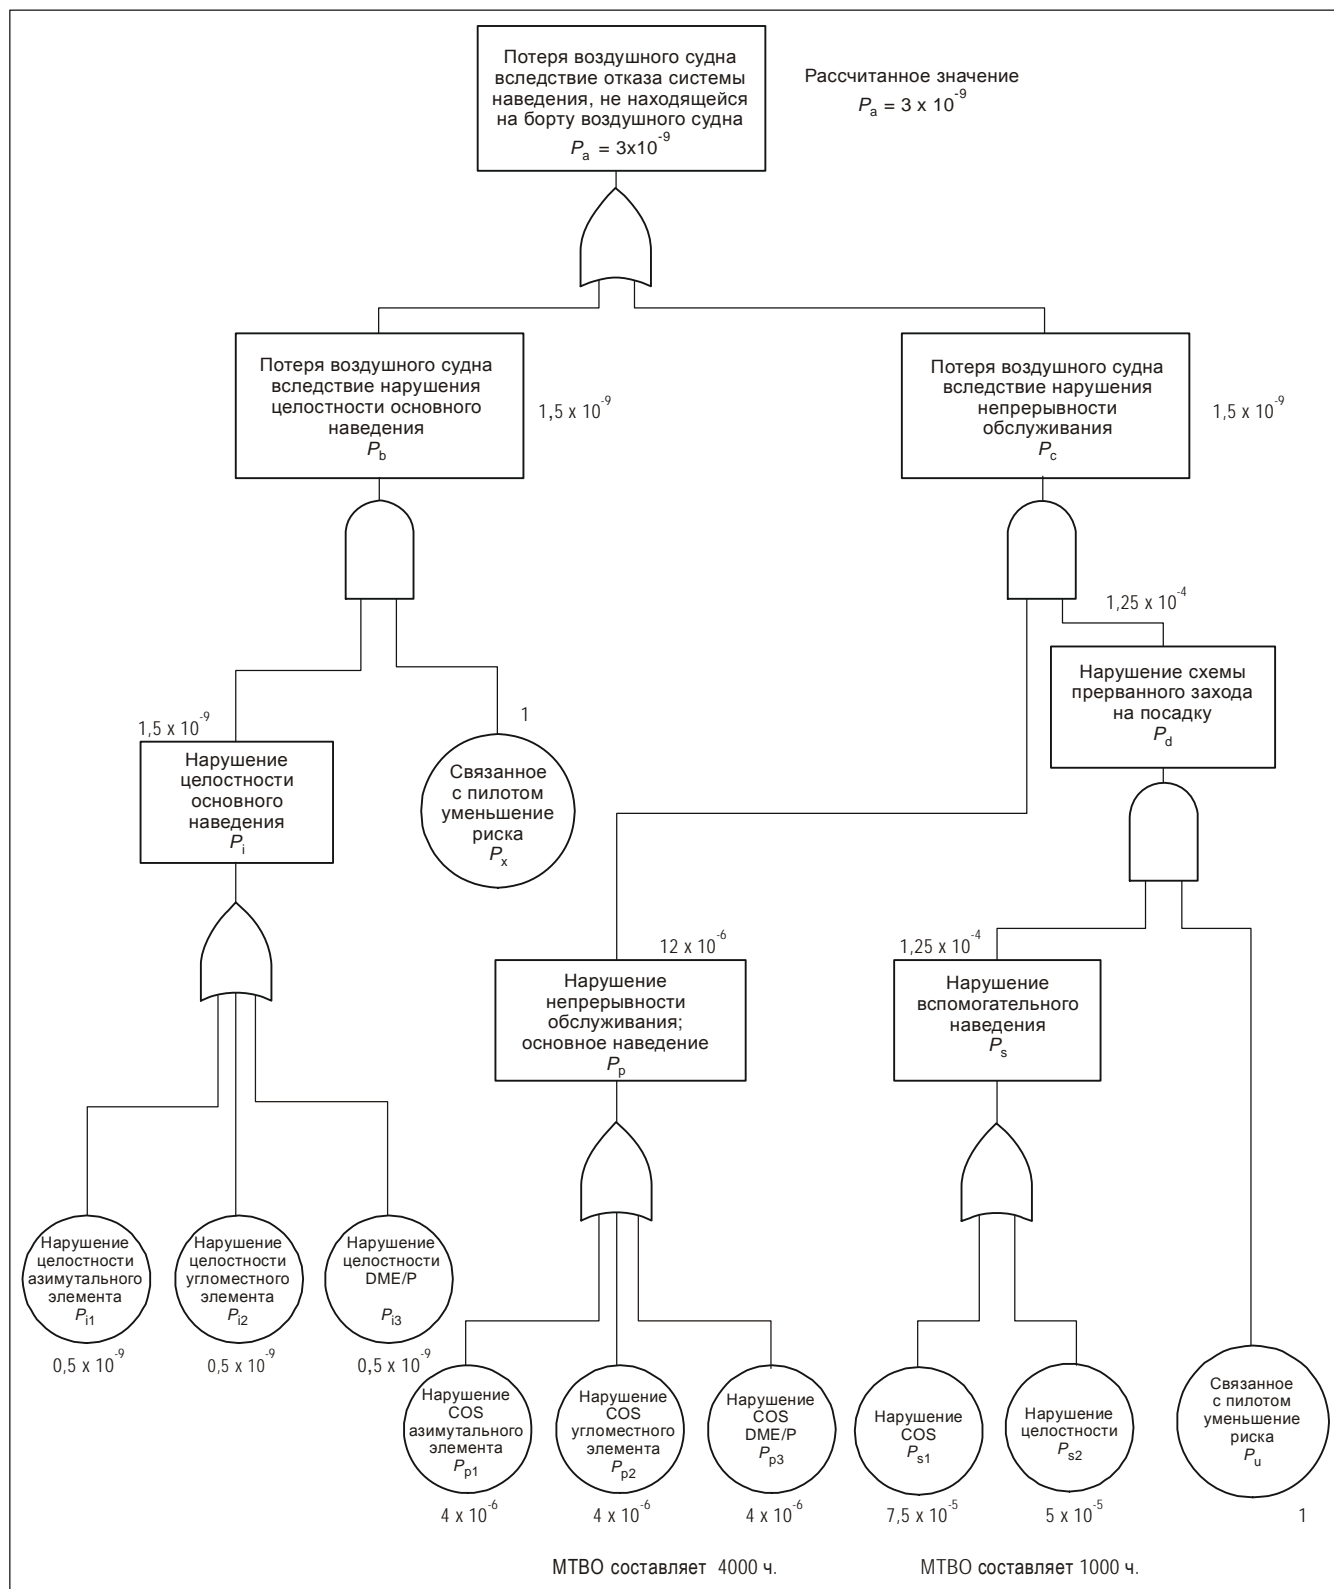 Потеря воздушного судна
вследствие отказа системы
наведения, не находящейся
на борту воздушного судна
Pa = 3x10-9
Рассчитанное значение
Pa = 3 x 10-9
Потеря воздушного судна
вследствие нарушения
целостности основного
наведения
Pb
1,5 x 10-9
Потеря воздушного судна
вследствие нарушения
непрерывности
обслуживания
Pc
1,5 x 10-9
1,25 x 10-4
Нарушение схемы
прерванного захода
на посадку
Pd
1,5 x 10-9
Нарушение
целостности
основного
наведения
Pi
1
Связанное
с пилотом
уменьшение
риска
Px
12 x 10-6
Нарушение
непрерывности
обслуживания;
основное наведение
Pp
1,25 x 10-4
Нарушение
вспомогательного
наведения
Ps
Нарушение
целостности
азимутального
элемента
Pi1
0,5 x 10-9
Нарушение
целостности
угломестного
элемента
Pi2
0,5 x 10-9
Нарушение
целостности
DME/P
Pi3
0,5 x 10-9
Нарушение
COS
азимутального
элемента
Pp1
4 x 10-6
Нарушение
COS
угломестного
элемента
Pp2
4 x 10-6
Нарушение
COS
DME/P
Pp3
4 x 10-6
Нарушение
COS
Ps1
7,5 x 10-5
Нарушение
целостности
Ps2
5 x 10-5
Связанное
с пилотом
уменьшение
риска
Pu
1
МТВО составляет 4000 ч.
МТВО составляет 1000 ч.